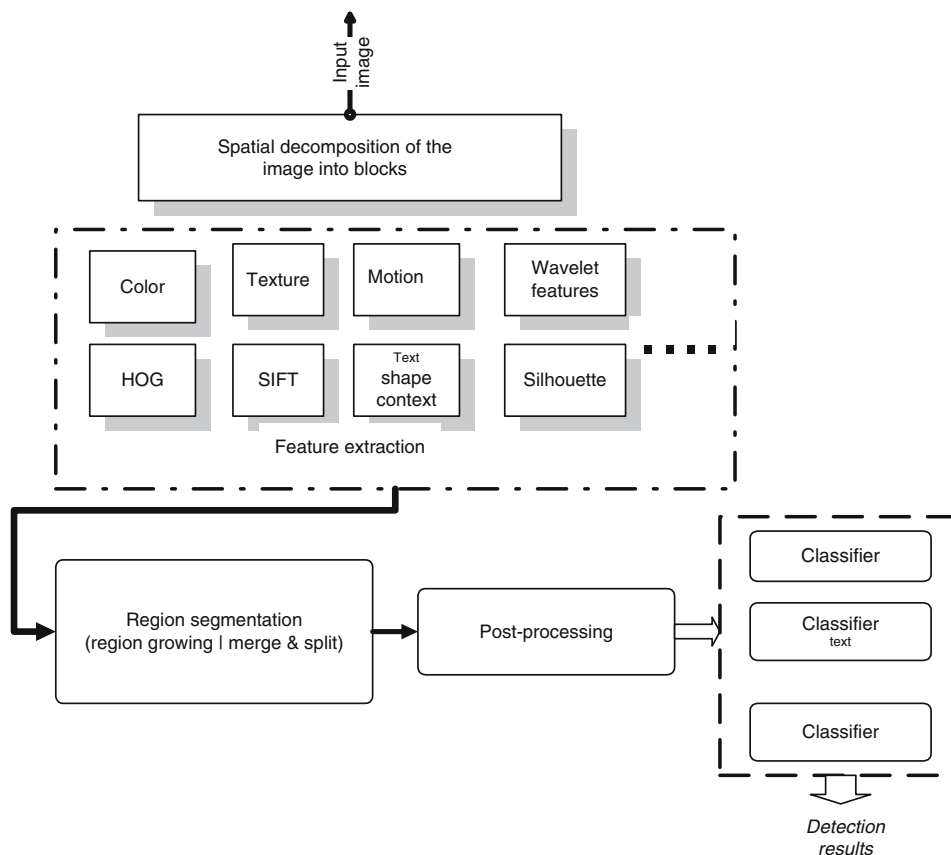 Input
image
Spatial decomposition of the
image into blocks
Color
Texture
Motion
Wavelet
features
HOG
SIFT
Text
shape
context
Silhouette
Feature extraction
Region segmentation
(region growing | merge & split)
Post-processing
Classifier
Classifier
text
Classifier
Detection
results